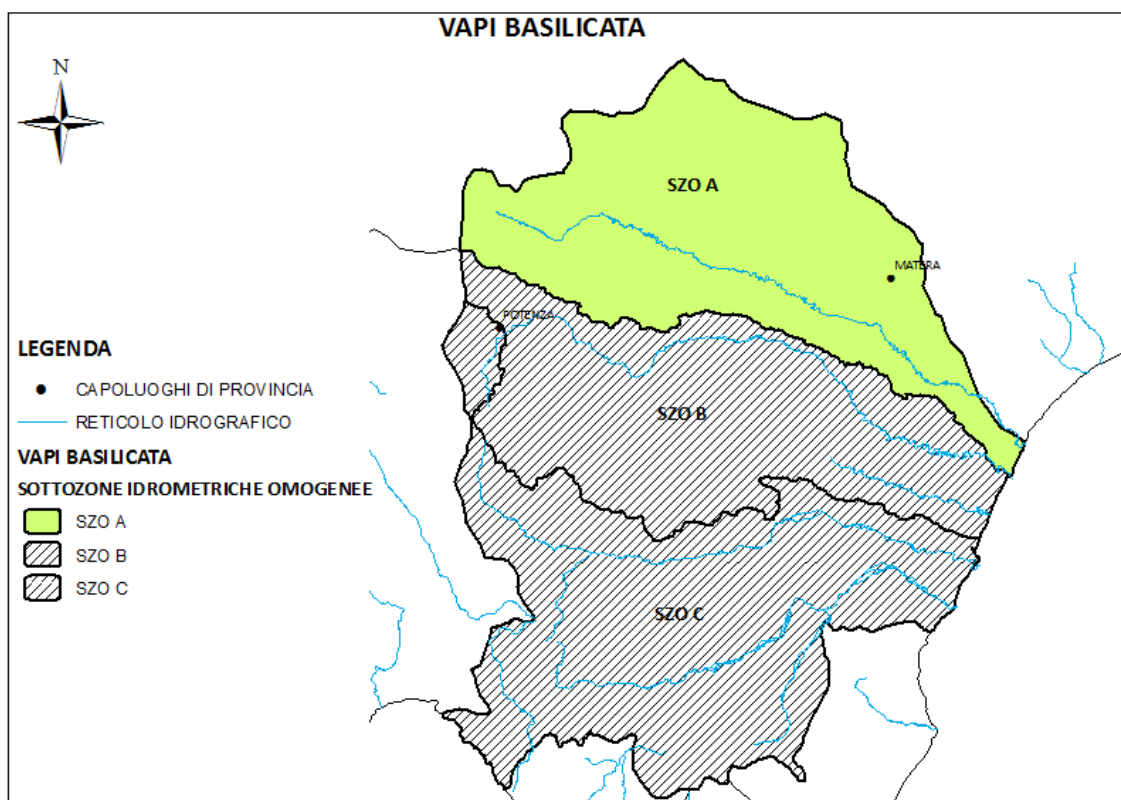 VAPI BASILICATA
N
SZO A
MATERA
POTENZA
SZO B
SZO C
LEGENDA
CAPOLUOGHI DI PROVINCIA
RETICOLO IDROGRAFICO
VAPI BASILICATA
SOTTOZONE IDROMETRICHE OMOGENEE
SZO A
SZO B
SZO C